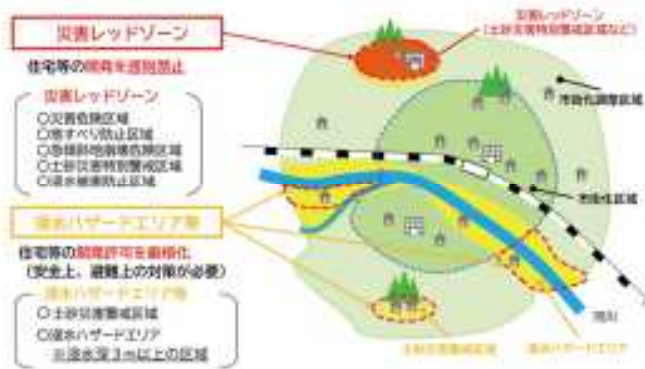 災害レッドゾーン
住宅等の開発を原則禁止
災害レッドゾーン
〇災害危険区域
〇地すべり防止区域
〇急傾斜地崩壊危険区域
〇土砂災害特別警戒区域
〇浸水被害防止区域
浸水ハザードエリア等
住宅等の開発許可を厳格化
(安全上、避難上の対策が必要)
浸水ハザードエリア等
〇土砂災害警戒区域
〇浸水ハザードエリア
※浸水深3m以上の区域
災害レッドゾーン
(土砂災害特別警戒区域など)
市街化調整区域
市街化区域
河川
土砂災害警戒区域
浸水ハザードエリア